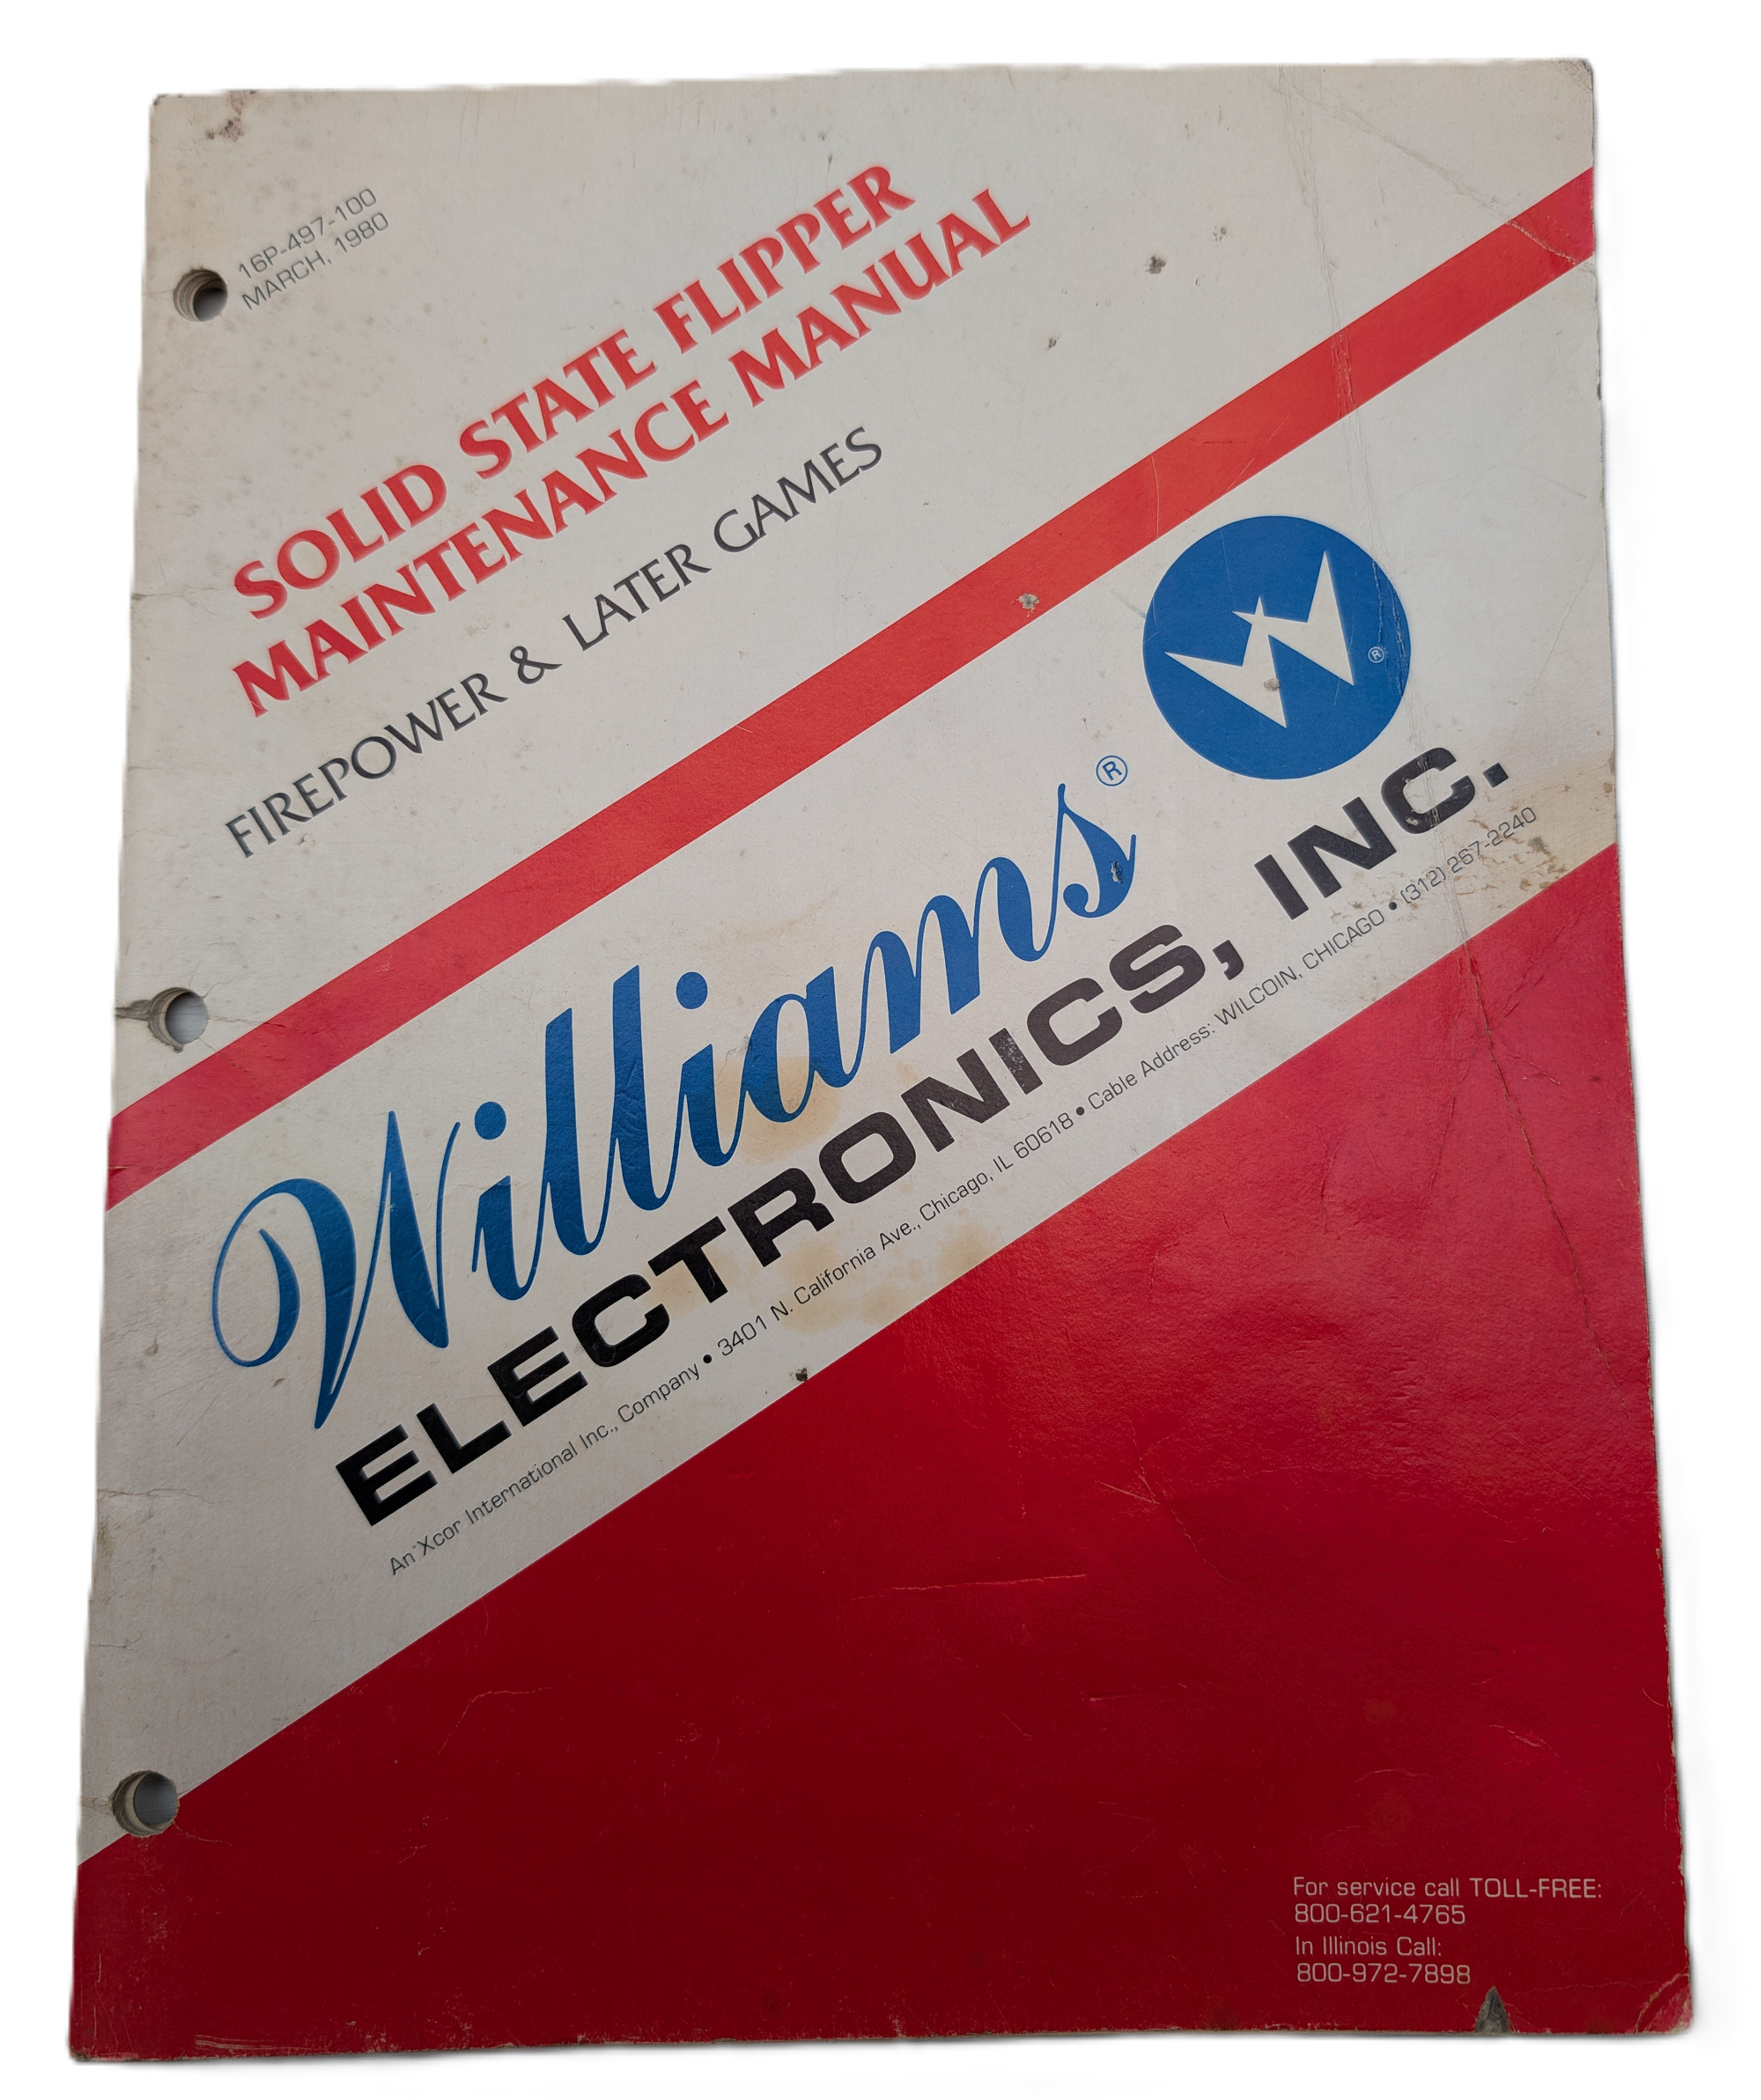 16P-497-100
MARCH, 1980
SOLID STATE FLIPPER
MAINTENANCE MANUAL
FIREPOWER & LATER GAMES
W®
Williams®
ELECTRONICS, INC.
An Xcor International Inc., Company • 3401 N. California Ave., Chicago, IL 60618 • Cable Address: WILCOIN, CHICAGO • (312) 267-2240
For service call TOLL-FREE:
800-621-4765
In Illinois Call:
800-972-7898